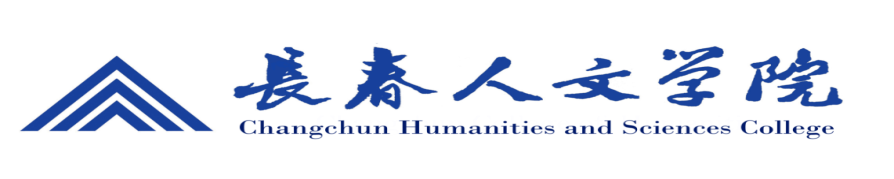 長春人文学院
Changchun Humanities and Sciences College